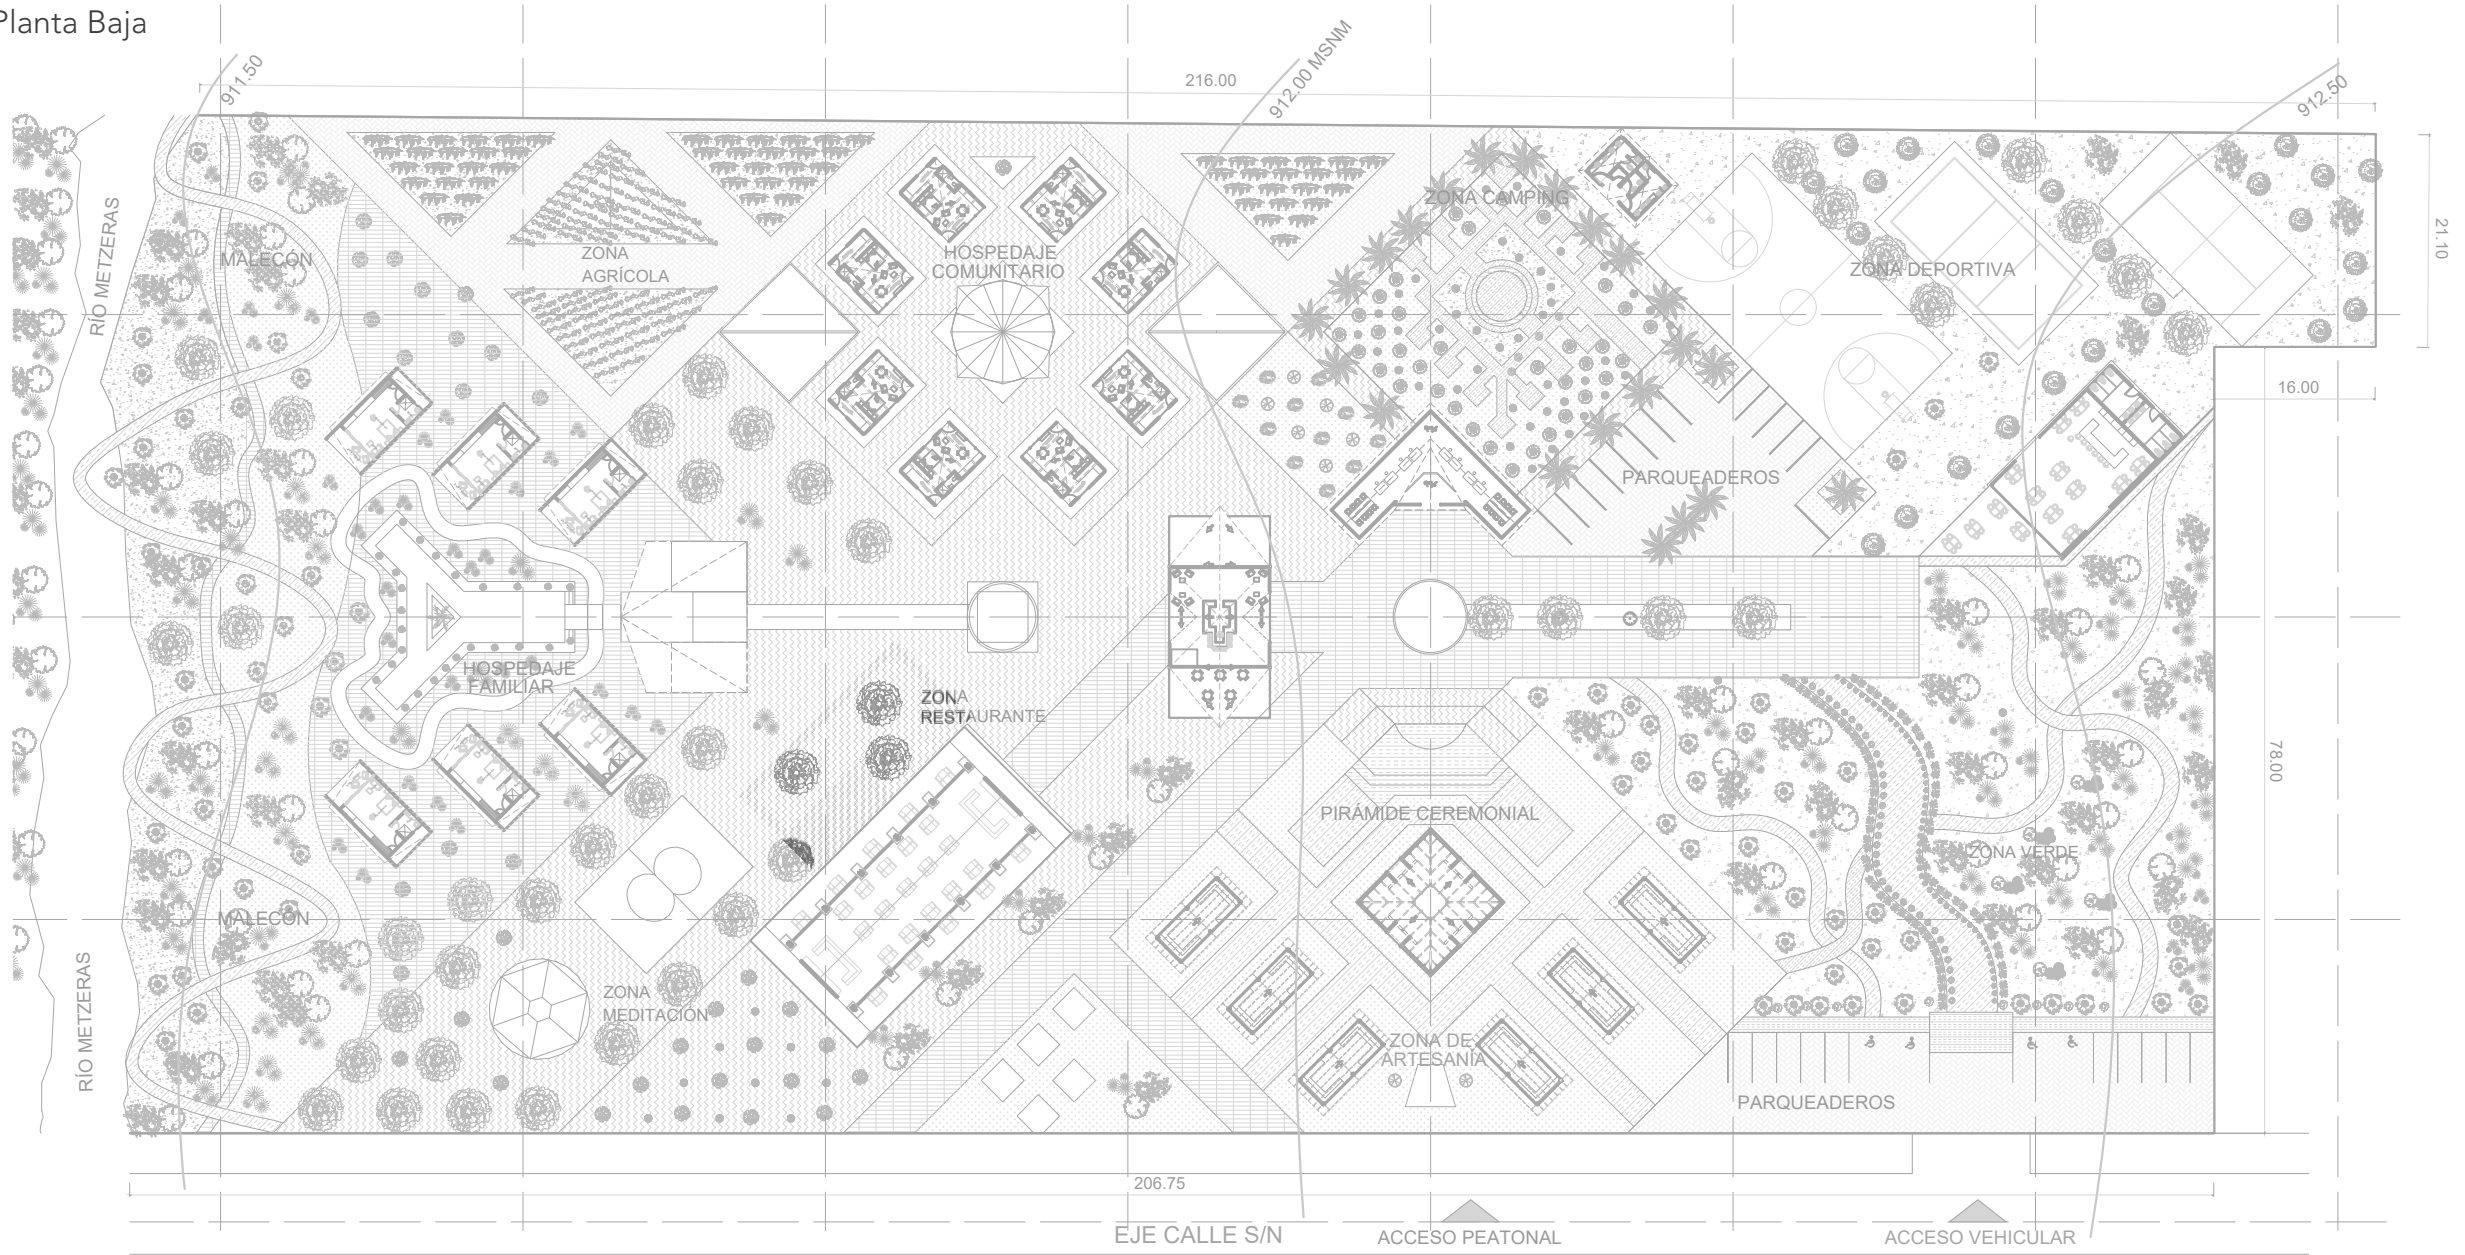 Planta Baja
911.50
216.00
912.00 MSNM
912.50
21.10
RÍO METZERAS
MALECÓN
ZONA
AGRÍCOLA
HOSPEDAJE
COMUNITARIO
ZONA CAMPING
ZONA DEPORTIVA
16.00
PARQUEADEROS
HOSPEDAJE
FAMILIAR
ZONA
RESTAURANTE
78.00
PIRÁMIDE CEREMONIAL
ZONA VERDE
MALECÓN
RÍO METZERAS
ZONA
MEDITACIÓN
ZONA DE
ARTESANÍA
PARQUEADEROS
206.75
EJE CALLE S/N
ACCESO PEATONAL
ACCESO VEHICULAR